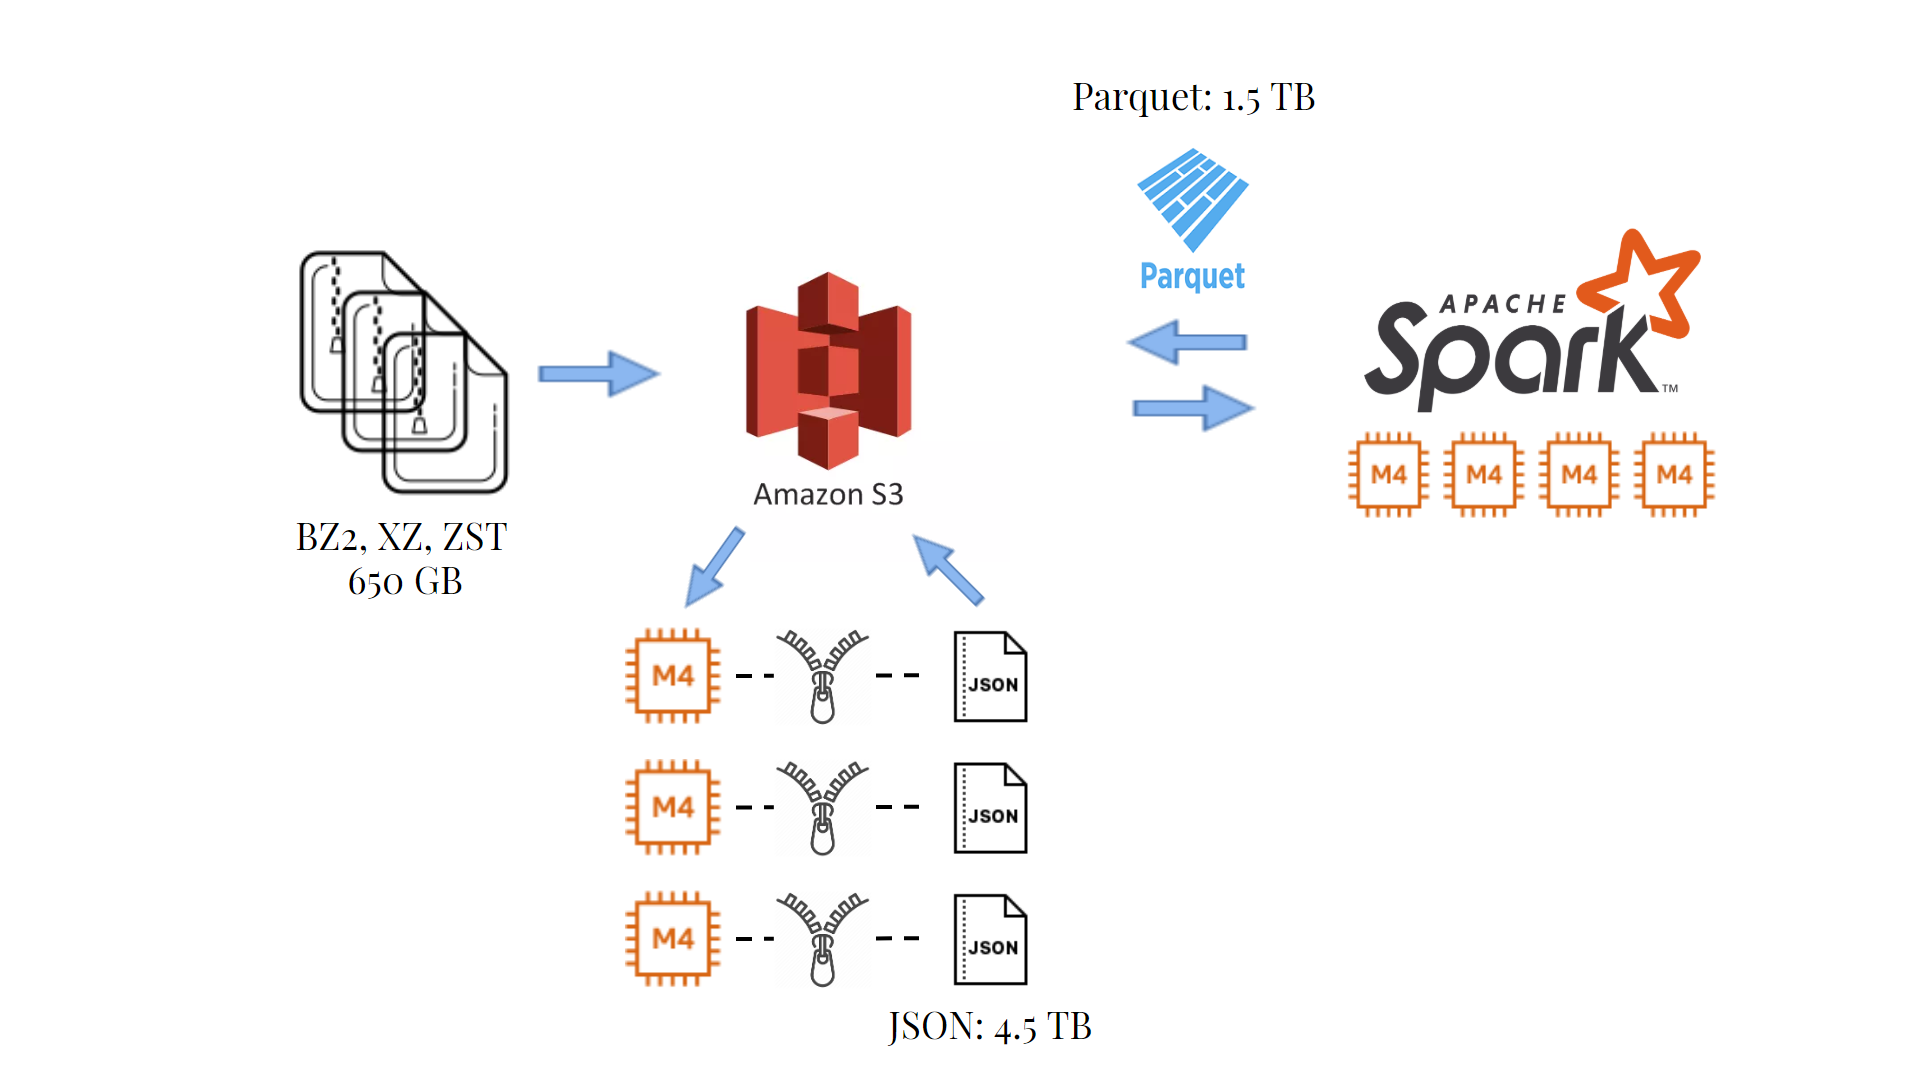 Parquet: 1.5 TB
Parquet
APACHE
Spark™
M4 M4 M4 M4
Amazon S3
BZ2, XZ, ZST
650 GB
M4
JSON
M4
JSON
M4
JSON
JSON: 4.5 TB